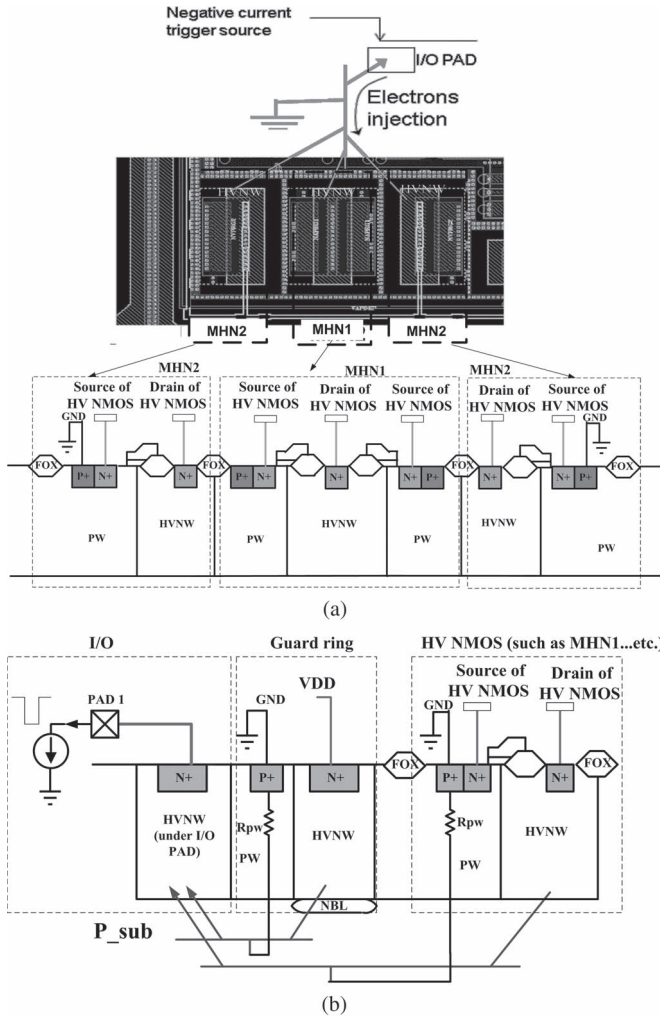 Negative current
trigger source
I/O PAD
Electrons
injection
HVNW
HVNW
HVNW
MHN2
MHN1
MHN2
MHN2
MHN1
MHN2
Source of
HV NMOS
Drain of
HV NMOS
Source of
HV NMOS
Drain of
HV NMOS
Source of
HV NMOS
Drain of
HV NMOS
Source of
HV NMOS
GND
GND
FOX
P+
N+
N+
FOX
P+
N+
N+
N+
P+
FOX
N+
N+
P+
PW
HVNW
PW
HVNW
PW
HVNW
PW
(a)
I/O
Guard ring
HV NMOS (such as MHN1...etc.)
PAD 1
GND
VDD
GND
Source of
HV NMOS
Drain of
HV NMOS
N+
P+
N+
FOX
P+
N+
N+
FOX
HVNW
(under I/O
PAD)
Rpw
PW
HVNW
Rpw
PW
HVNW
NBL
P_sub
(b)